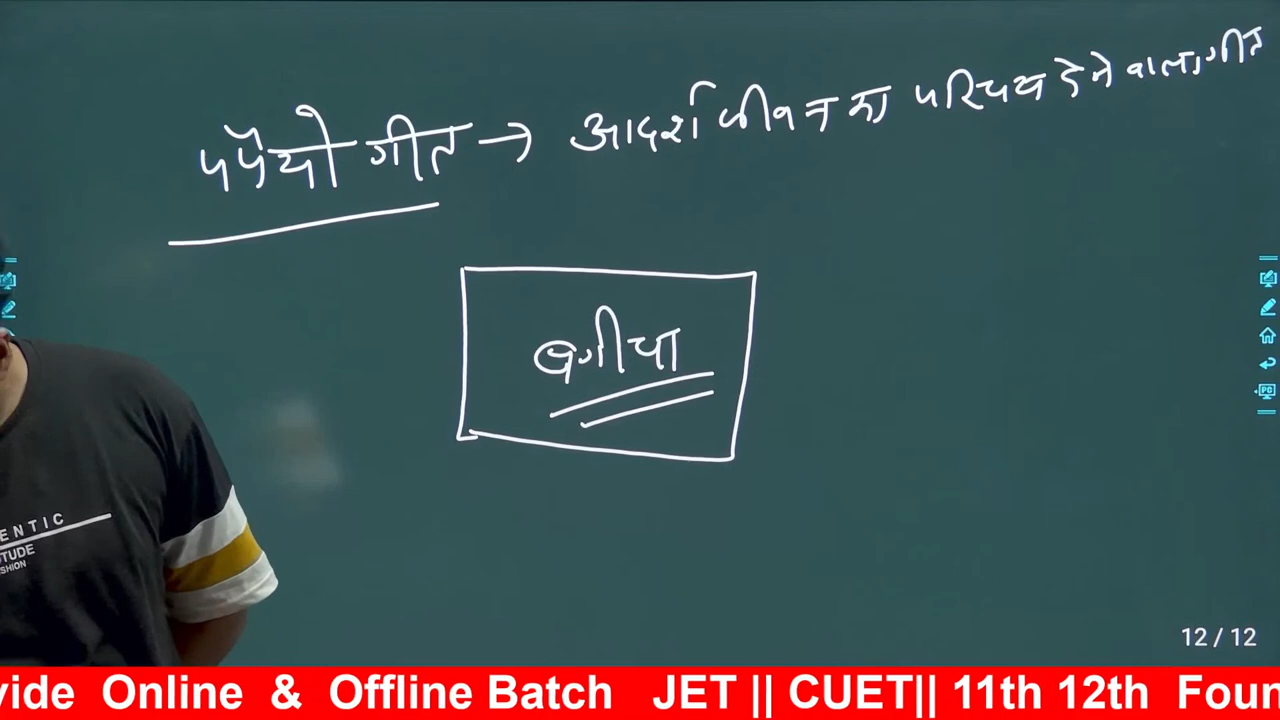 पपैयो गीत → आदर्श जीवन का परिचय देने वाला गीत
बगीचा
ENTIC
TUDE
SHION
12 / 12
vide Online & Offline Batch JET || CUET|| 11th 12th Foun